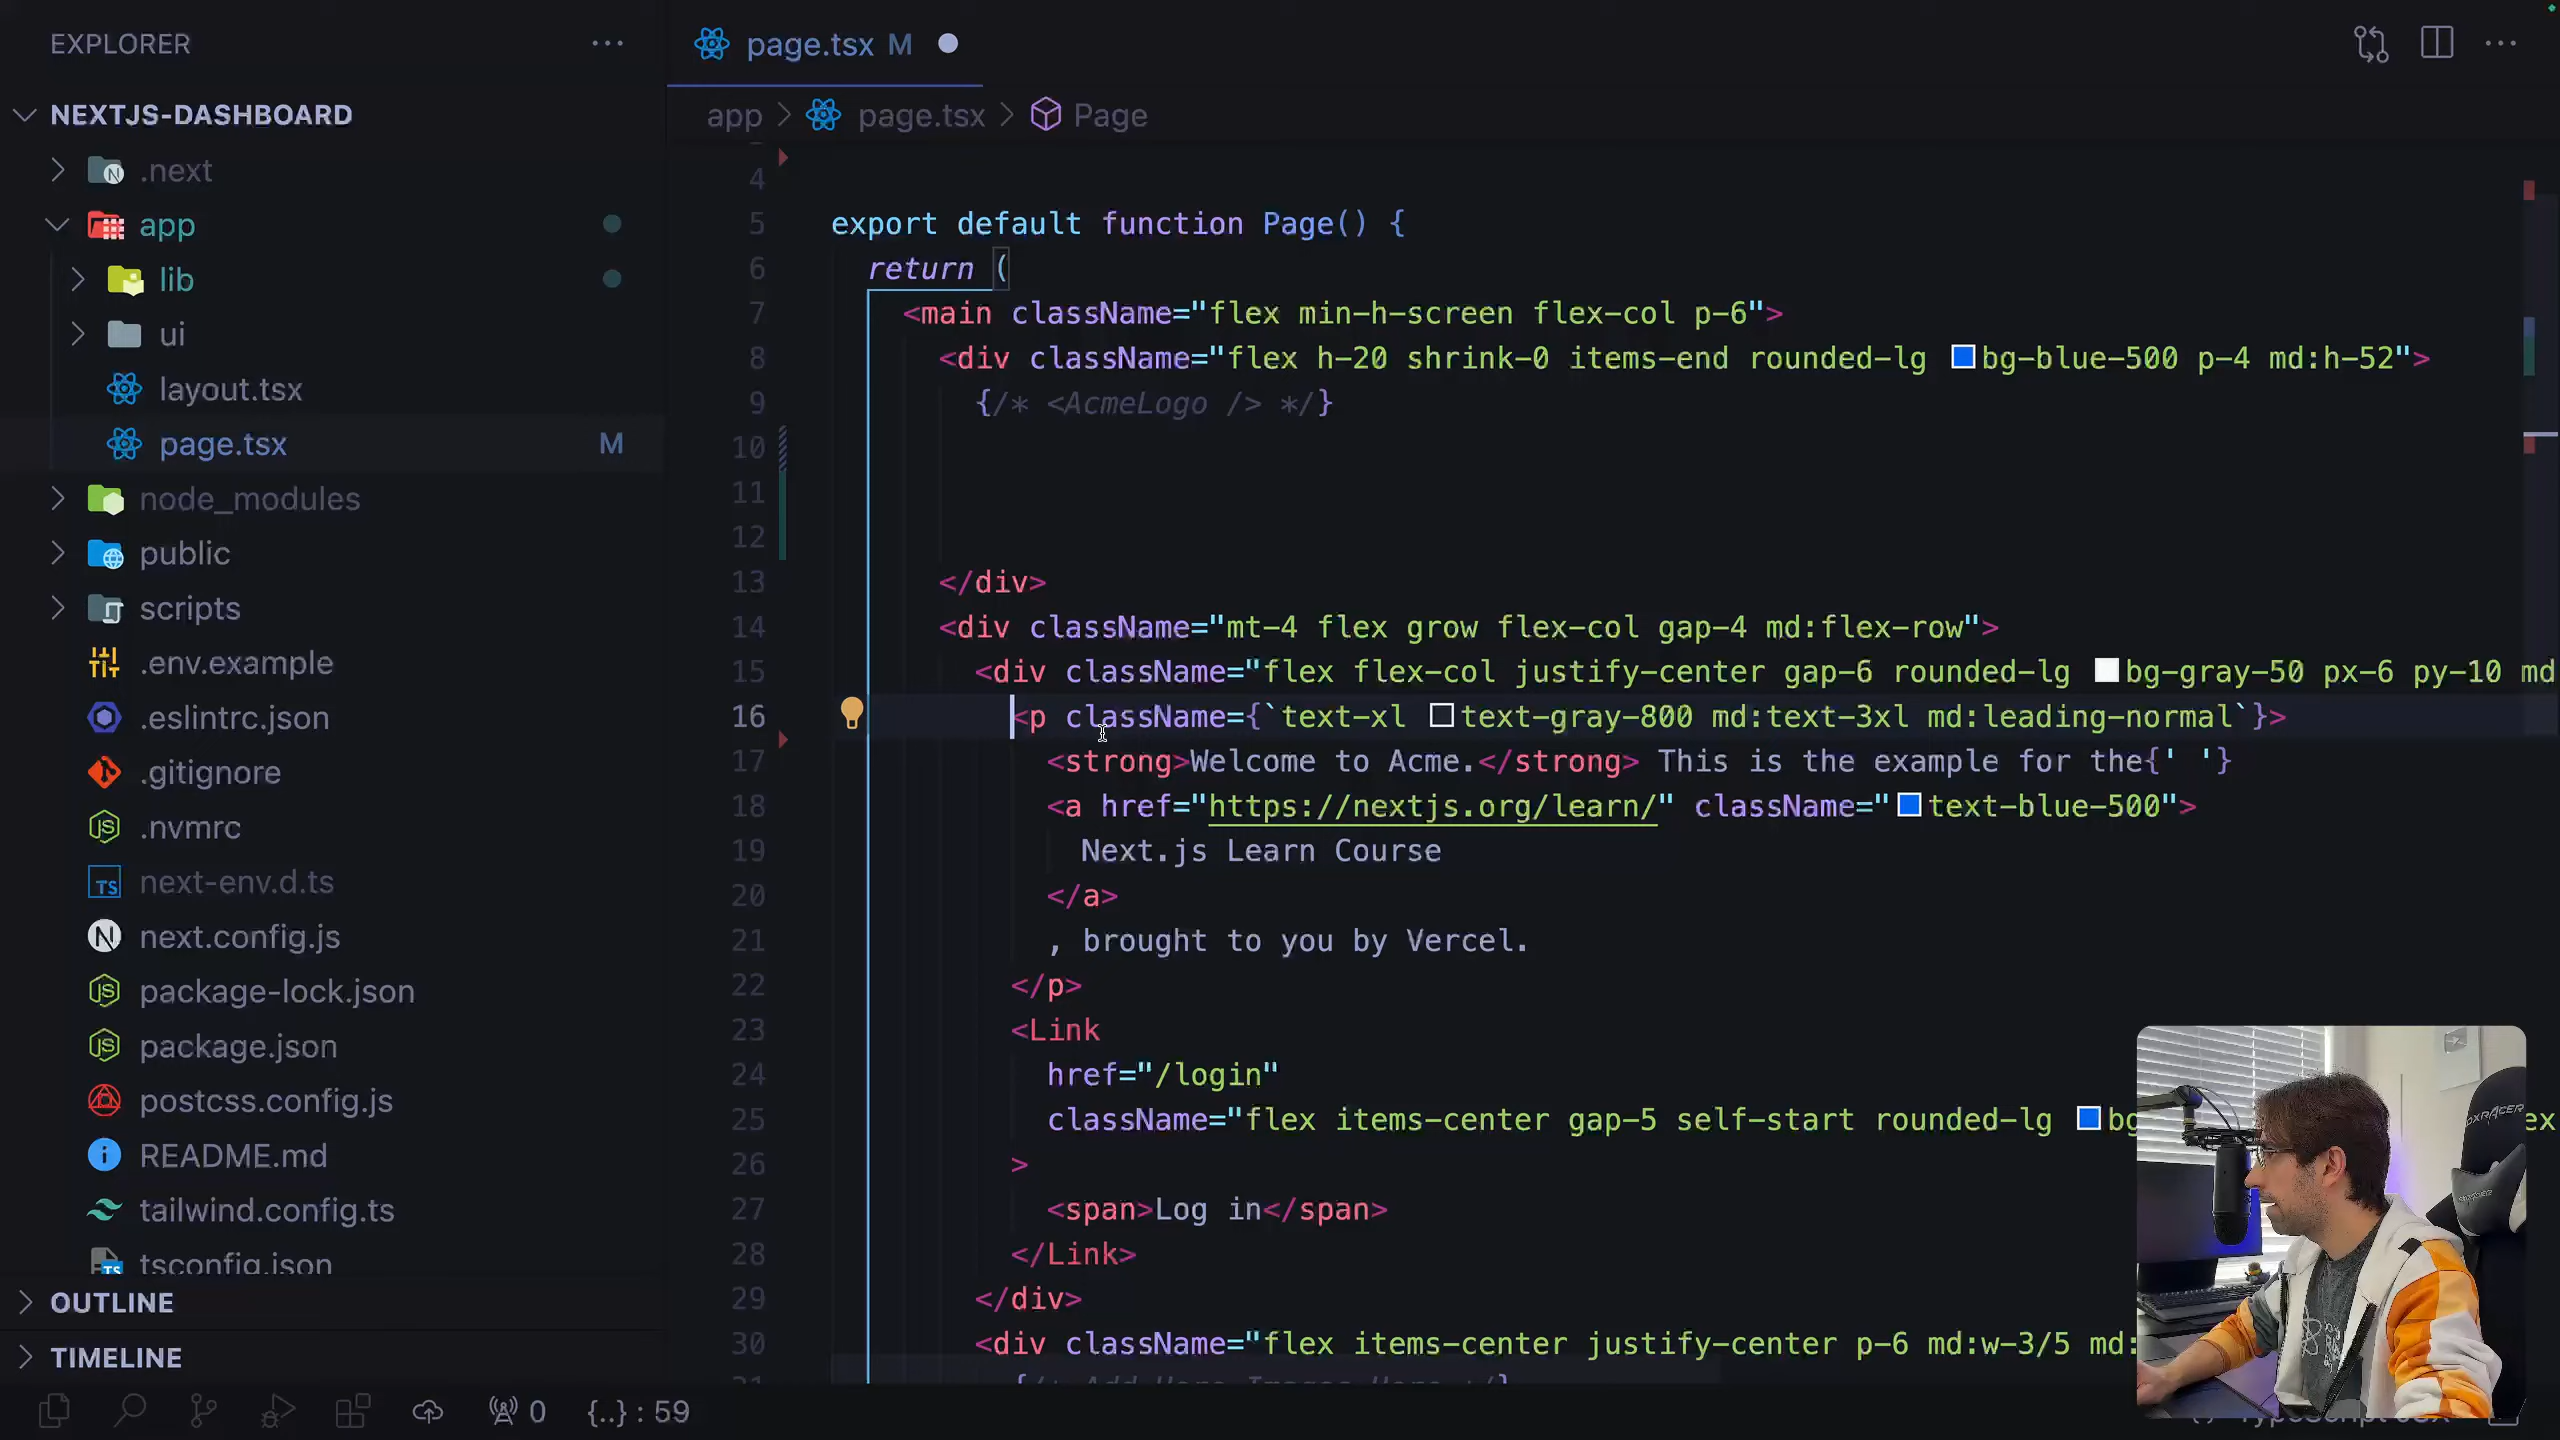 EXPLORER
NEXTJS-DASHBOARD
.next
app
lib
ui
layout.tsx
page.tsx M
node_modules
public
scripts
.env.example
.eslintrc.json
.gitignore
.nvmrc
next-env.d.ts
next.config.js
package-lock.json
package.json
postcss.config.js
README.md
tailwind.config.ts
tsconfig.json
OUTLINE
TIMELINE
0 {..} : 59
page.tsx M
app > page.tsx > Page
4
5 export default function Page() {
6 return (
7 <main className="flex min-h-screen flex-col p-6">
8 <div className="flex h-20 shrink-0 items-end rounded-lg bg-blue-500 p-4 md:h-52">
9 {/* <AcmeLogo /> */}
10
11
12
13 </div>
14 <div className="mt-4 flex grow flex-col gap-4 md:flex-row">
15 <div className="flex flex-col justify-center gap-6 rounded-lg bg-gray-50 px-6 py-10 md
16 <p className={`text-xl text-gray-800 md:text-3xl md:leading-normal`}>
17 <strong>Welcome to Acme.</strong> This is the example for the{' '}
18 <a href="https://nextjs.org/learn/" className="text-blue-500">
19 Next.js Learn Course
20 </a>
21 , brought to you by Vercel.
22 </p>
23 <Link
24 href="/login"
25 className="flex items-center gap-5 self-start rounded-lg bg ex
26 >
27 <span>Log in</span>
28 </Link>
29 </div>
30 <div className="flex items-center justify-center p-6 md:w-3/5 md:
{/* Add Hero Images Here */}